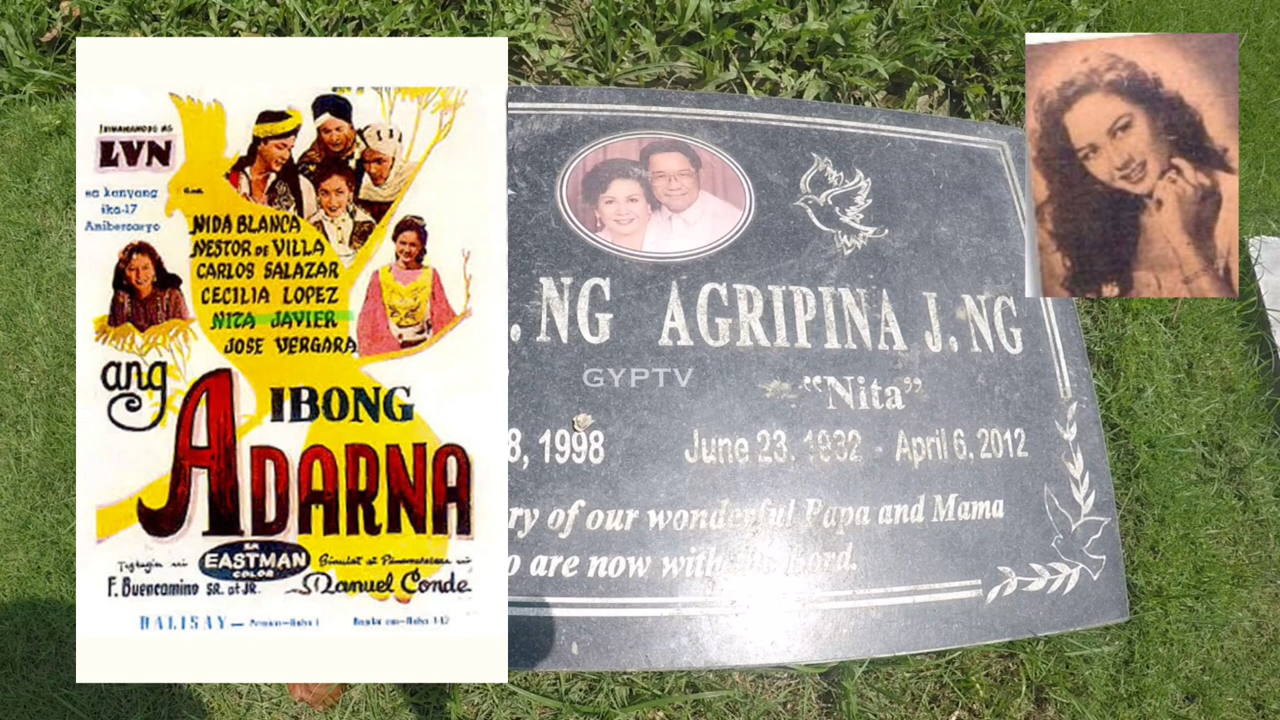 IBINABANDO NG
LVN
sa kanyang
ika-17
Anibersaryo
NIDA BLANCA
NESTOR DE VILLA
CARLOS SALAZAR
CECILIA LOPEZ
NITA JAVIER
JOSE VERGARA
ang
IBONG
ADARNA
SA
EASTMAN
COLOR
Tugtugin ni
F. Buencamino SR. at JR.
Manuel Conde
BALISAY
. NG AGRIPINA J. NG
GYPTV
"Nita"
8, 1998 June 23. 1932 - April 6, 2012
ry of our wonderful Papa and Mama
o are now with Lord.